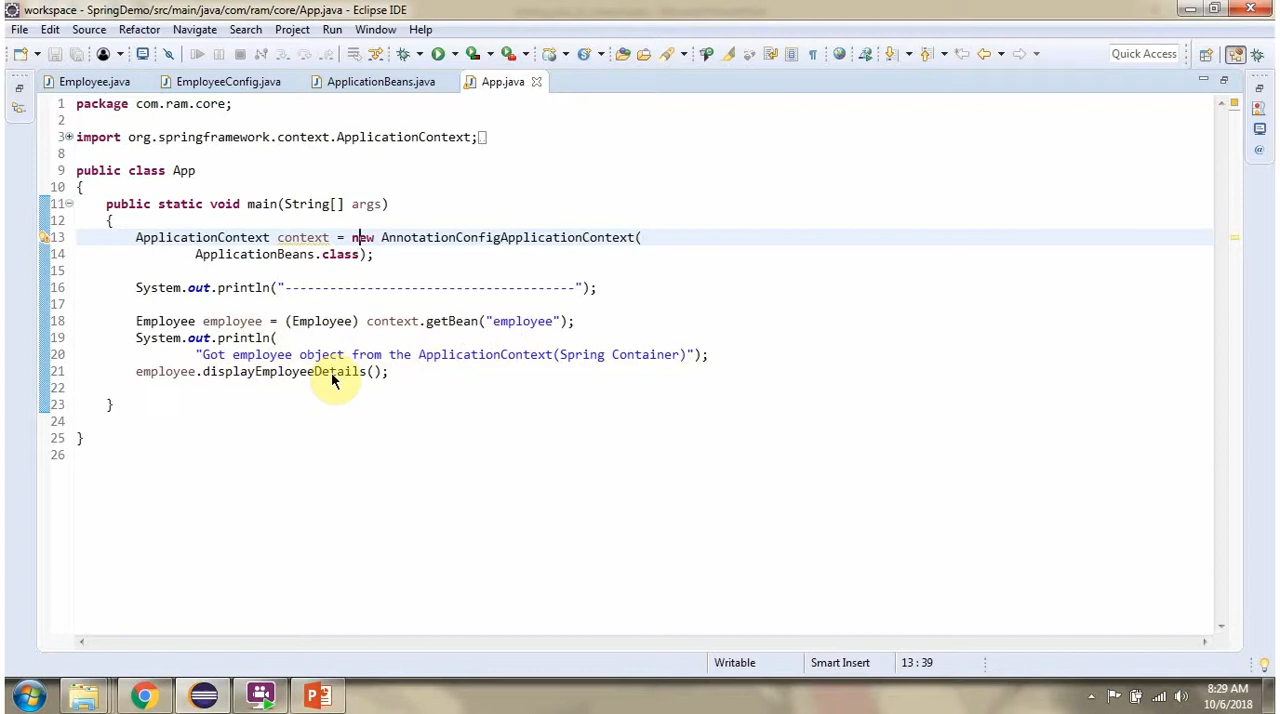 workspace - SpringDemo/src/main/java/com/ram/core/App.java - Eclipse IDE
File Edit Source Refactor Navigate Search Project Run Window Help
Quick Access
Employee.java EmployeeConfig.java ApplicationBeans.java App.java
1 package com.ram.core;
2
3 import org.springframework.context.ApplicationContext;
8
9 public class App
10 {
11 public static void main(String[] args)
12 {
13 ApplicationContext context = new AnnotationConfigApplicationContext(
14 ApplicationBeans.class);
15
16 System.out.println("---------------------------------------");
17
18 Employee employee = (Employee) context.getBean("employee");
19 System.out.println(
20 "Got employee object from the ApplicationContext(Spring Container)");
21 employee.displayEmployeeDetails();
22
23 }
24
25 }
26
Writable Smart Insert 13 : 39
8:29 AM
10/6/2018